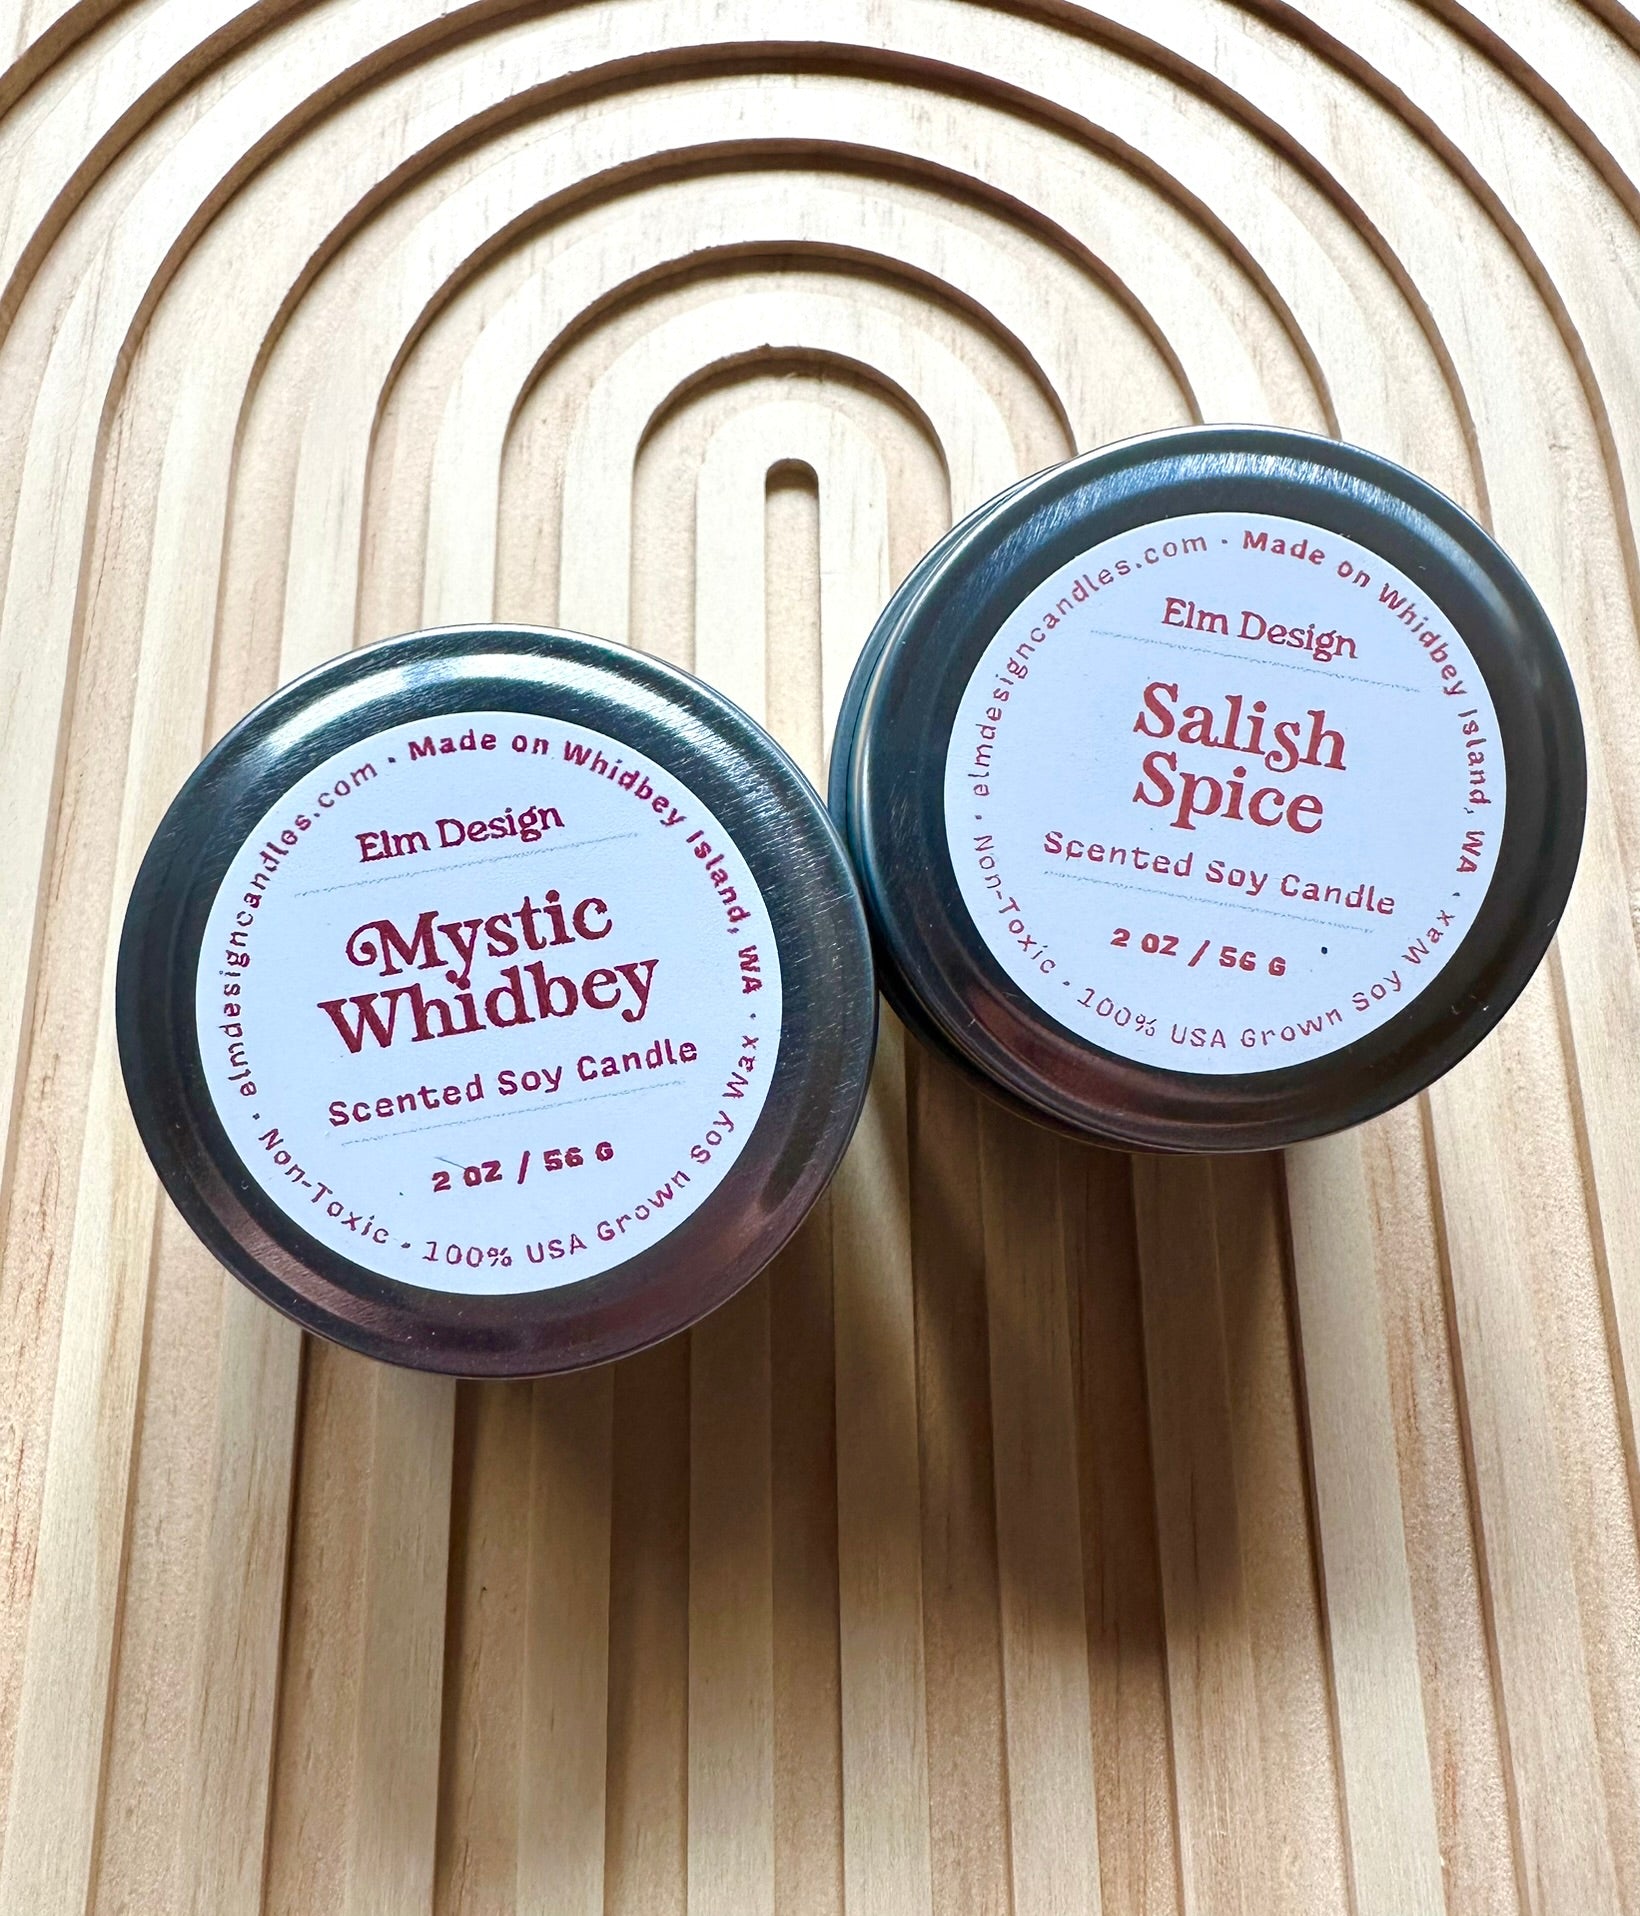 Elm Design
Mystic
Whidbey
Scented Soy Candle
2 OZ / 56 G
elmdesigncandles.com · Made on Whidbey Island, WA · 100% USA Grown Soy Wax · Non-Toxic ·
Elm Design
Salish
Spice
Scented Soy Candle
2 OZ / 56 G
elmdesigncandles.com · Made on Whidbey Island, WA · 100% USA Grown Soy Wax · Non-Toxic ·